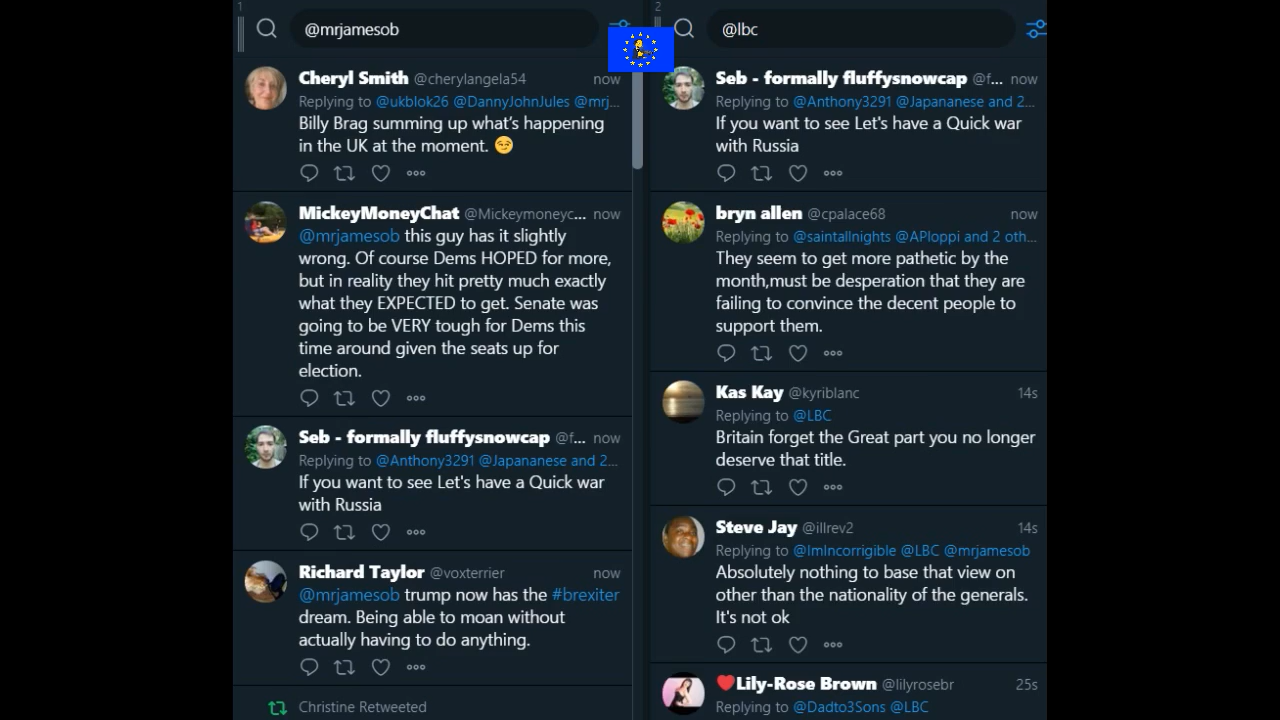 1
@mrjamesob
Cheryl Smith @cherylangela54 now
Replying to @ukblok26 @DannyJohnJules @mrj...
Billy Brag summing up what's happening
in the UK at the moment. 😏
MickeyMoneyChat @Mickeymoneyc... now
@mrjamesob this guy has it slightly
wrong. Of course Dems HOPED for more,
but in reality they hit pretty much exactly
what they EXPECTED to get. Senate was
going to be VERY tough for Dems this
time around given the seats up for
election.
Seb - formally fluffysnowcap @f... now
Replying to @Anthony3291 @Japananese and 2...
If you want to see Let's have a Quick war
with Russia
Richard Taylor @voxterrier now
@mrjamesob trump now has the #brexiter
dream. Being able to moan without
actually having to do anything.
Christine Retweeted
2
@lbc
Seb - formally fluffysnowcap @f... now
Replying to @Anthony3291 @Japananese and 2...
If you want to see Let's have a Quick war
with Russia
bryn allen @cpalace68 now
Replying to @saintallnights @APloppi and 2 oth...
They seem to get more pathetic by the
month,must be desperation that they are
failing to convince the decent people to
support them.
Kas Kay @kyriblanc 14s
Replying to @LBC
Britain forget the Great part you no longer
deserve that title.
Steve Jay @illrev2 14s
Replying to @ImIncorrigible @LBC @mrjamesob
Absolutely nothing to base that view on
other than the nationality of the generals.
It's not ok
❤️Lily-Rose Brown @lilyrosebr 25s
Replying to @Dadto3Sons @LBC